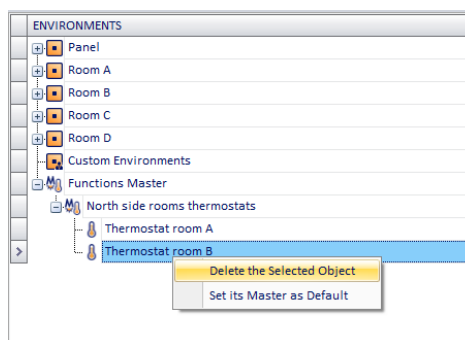 ENVIRONMENTS
Panel
Room A
Room B
Room C
Room D
Custom Environments
Functions Master
North side rooms thermostats
Thermostat room A
Thermostat room B
Delete the Selected Object
Set its Master as Default